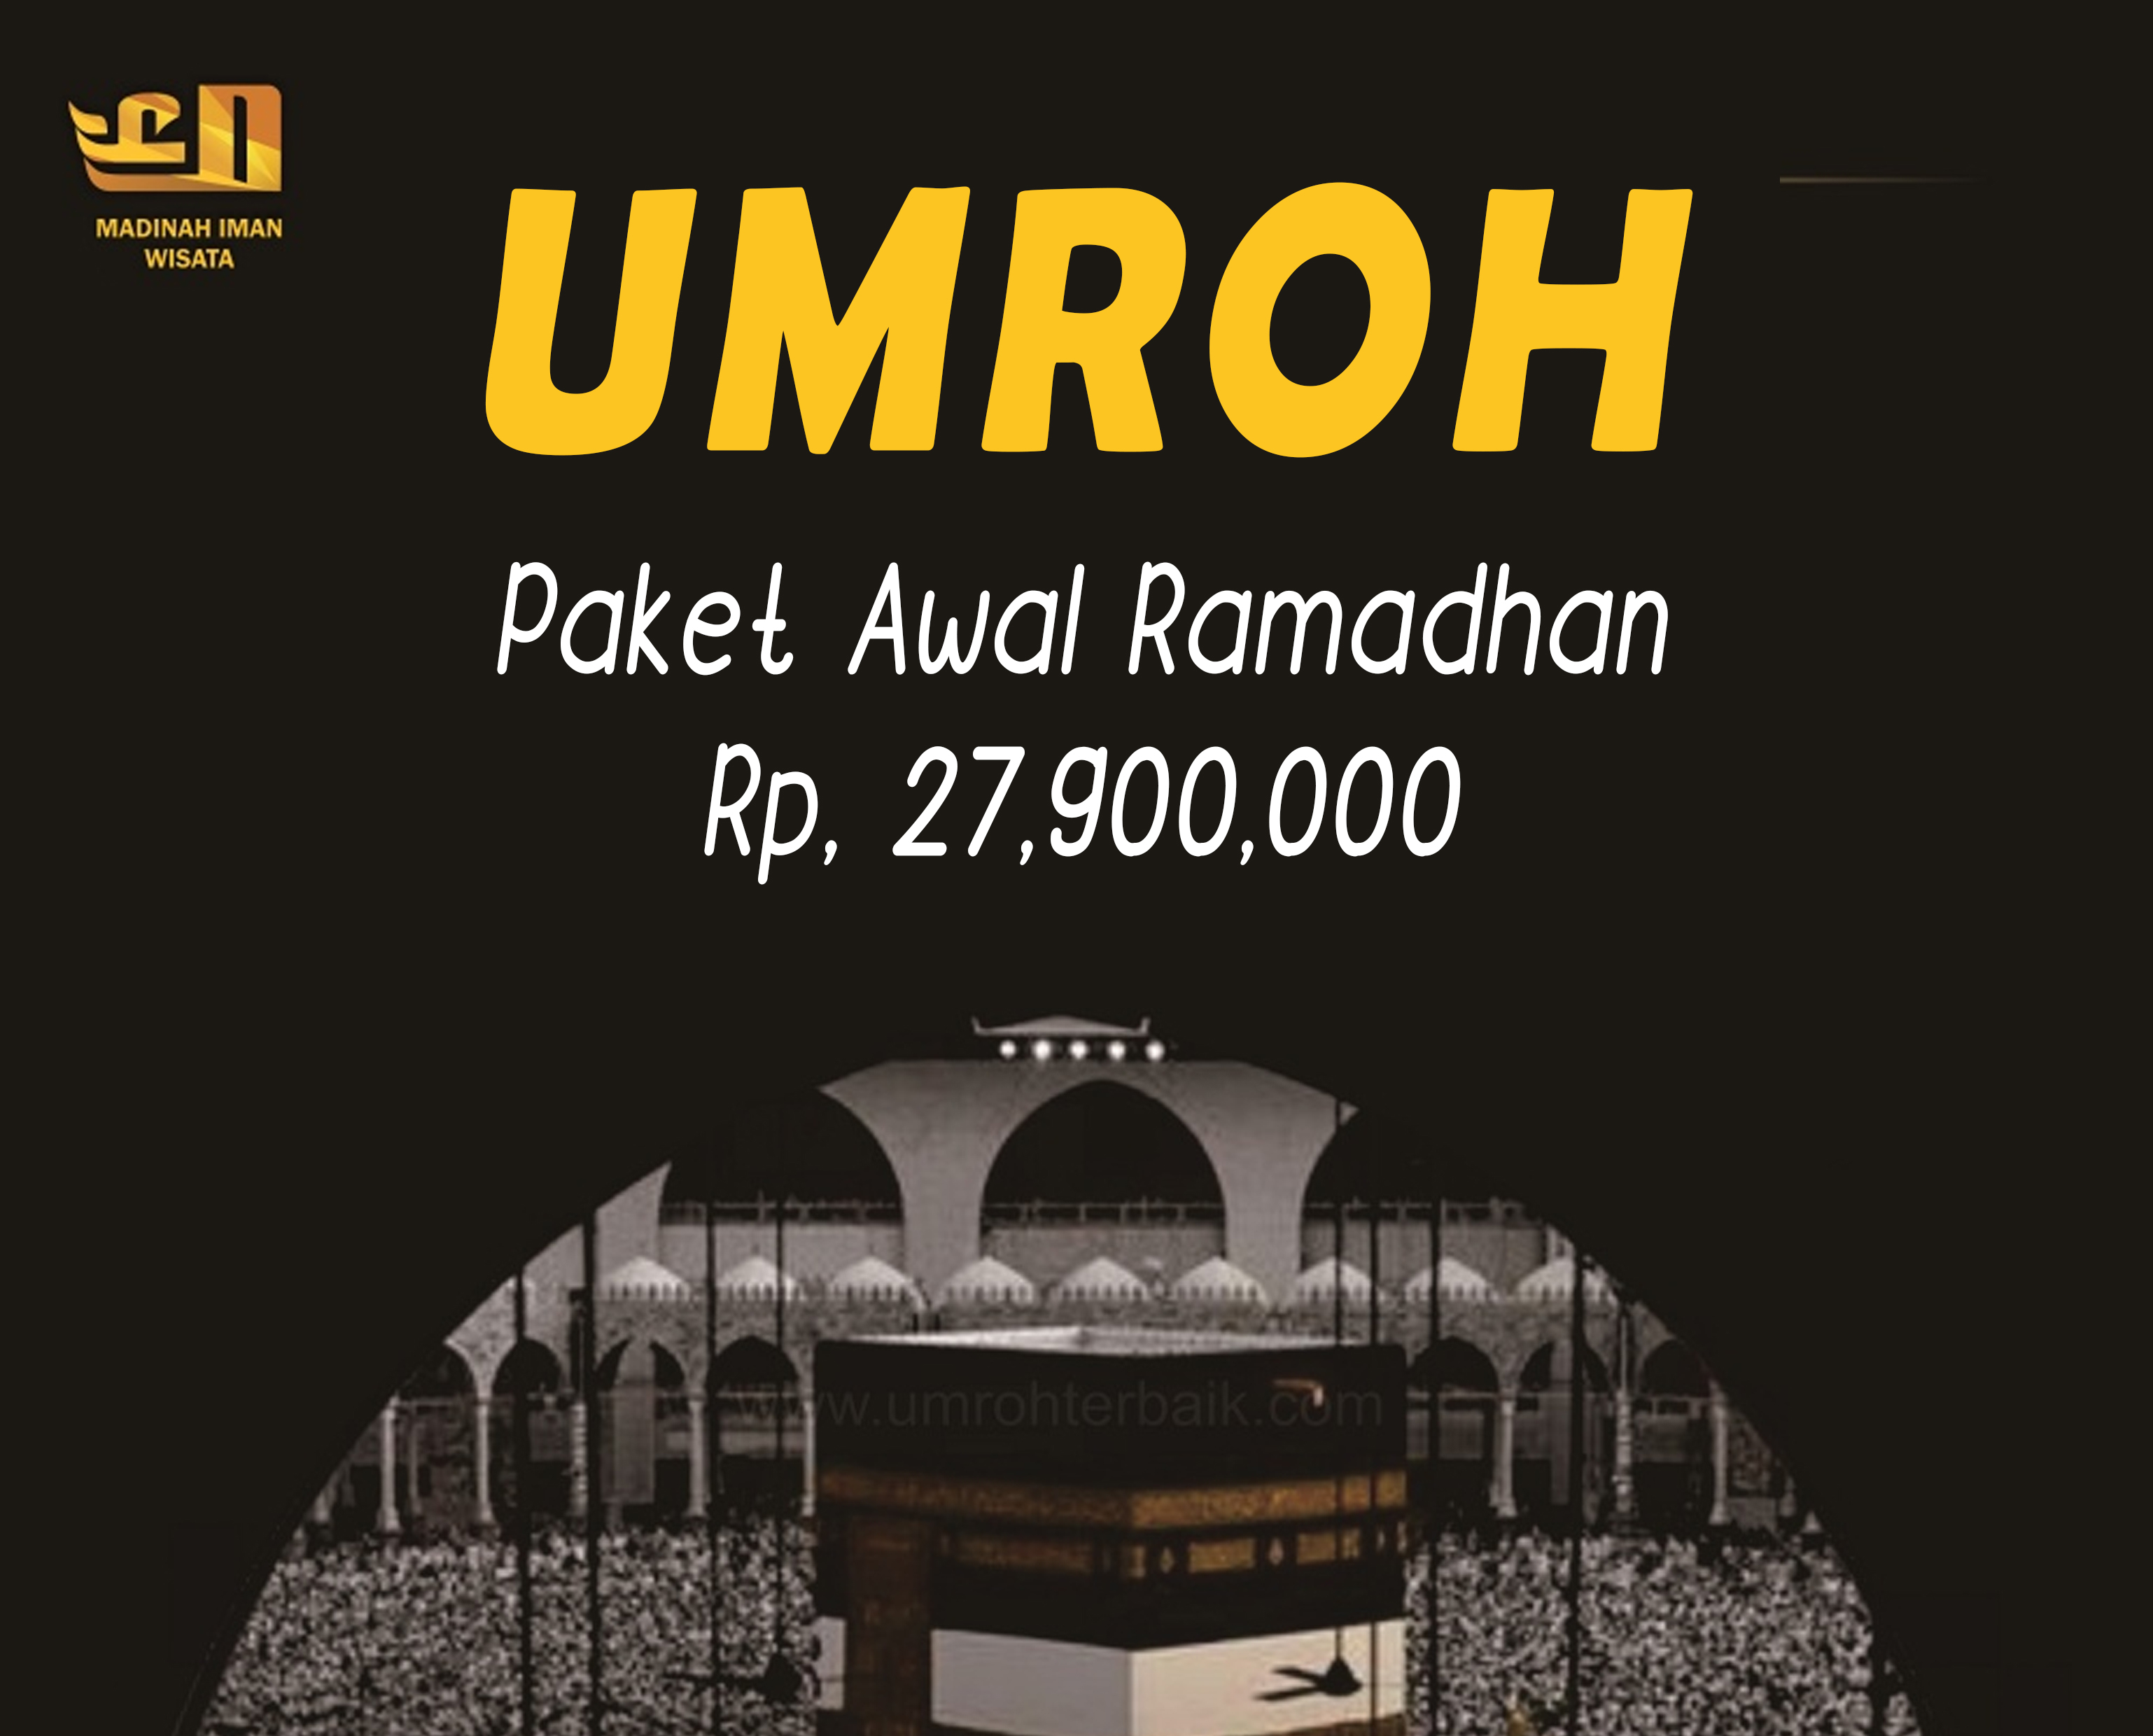 MADINAH IMAN
WISATA
UMROH
Paket Awal Ramadhan
Rp, 27,900,000
www.umrohterbaik.com